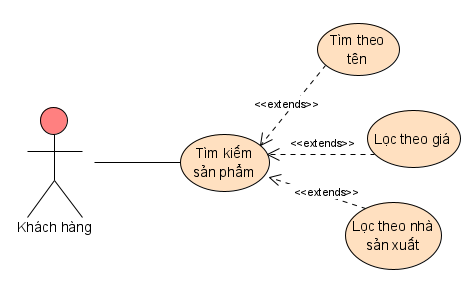 Tìm theo
tên
<<extends>>
<<extends>>
Lọc theo giá
Tìm kiếm
sản phẩm
<<extends>>
Khách hàng
Lọc theo nhà
sản xuất